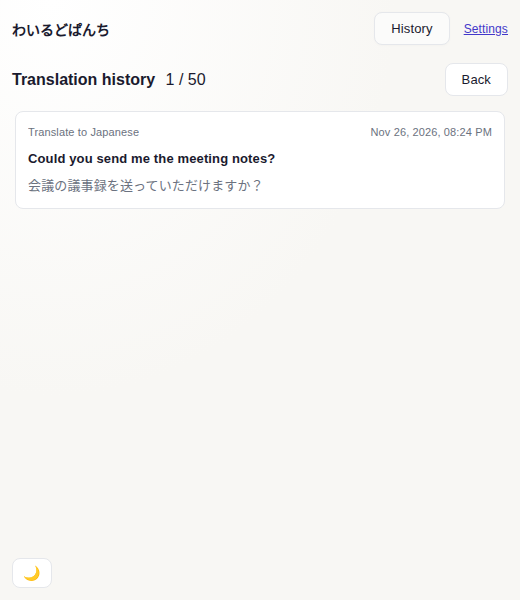 わいるどぱんち
History
Settings
Translation history 1 / 50
Back
Translate to Japanese
Nov 26, 2026, 08:24 PM
Could you send me the meeting notes?
会議の議事録を送っていただけますか？